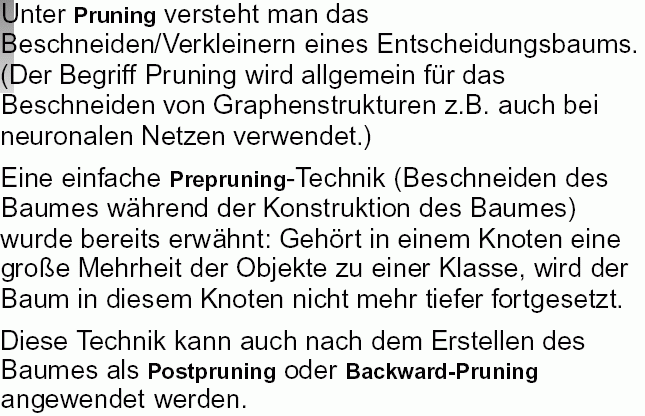 Unter Pruning versteht man das
Beschneiden/Verkleinern eines Entscheidungsbaums.
(Der Begriff Pruning wird allgemein für das
Beschneiden von Graphenstrukturen z.B. auch bei
neuronalen Netzen verwendet.)
Eine einfache Prepruning-Technik (Beschneiden des
Baumes während der Konstruktion des Baumes)
wurde bereits erwähnt: Gehört in einem Knoten eine
große Mehrheit der Objekte zu einer Klasse, wird der
Baum in diesem Knoten nicht mehr tiefer fortgesetzt.
Diese Technik kann auch nach dem Erstellen des
Baumes als Postpruning oder Backward-Pruning
angewendet werden.